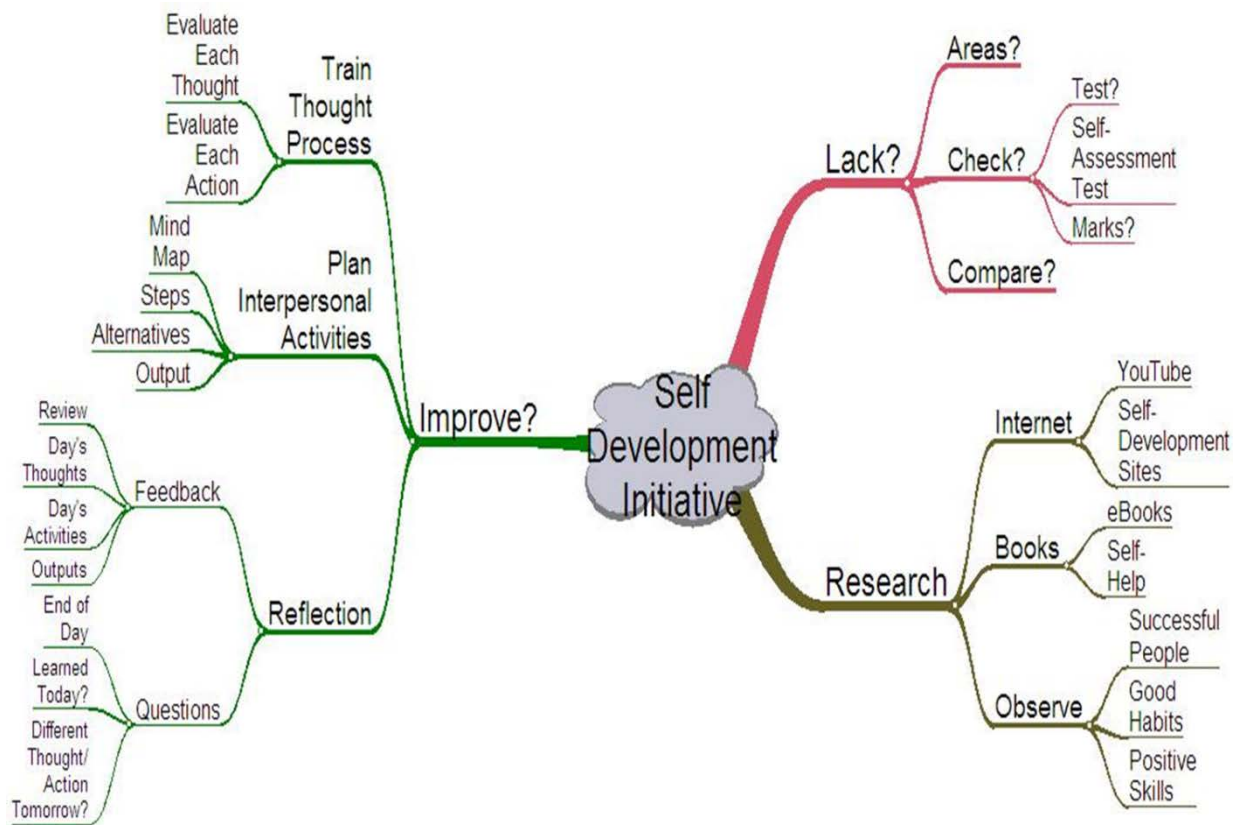 Self
Development
Initiative
Lack?
Areas?
Check?
Test?
Self-
Assessment
Test
Marks?
Compare?
Research
Internet
YouTube
Self-
Development
Sites
Books
eBooks
Self-
Help
Observe
Successful
People
Good
Habits
Positive
Skills
Improve?
Train
Thought
Process
Evaluate
Each
Thought
Evaluate
Each
Action
Plan
Interpersonal
Activities
Mind
Map
Steps
Alternatives
Output
Reflection
Feedback
Review
Day's
Thoughts
Day's
Activities
Outputs
Questions
End of
Day
Learned
Today?
Different
Thought/
Action
Tomorrow?